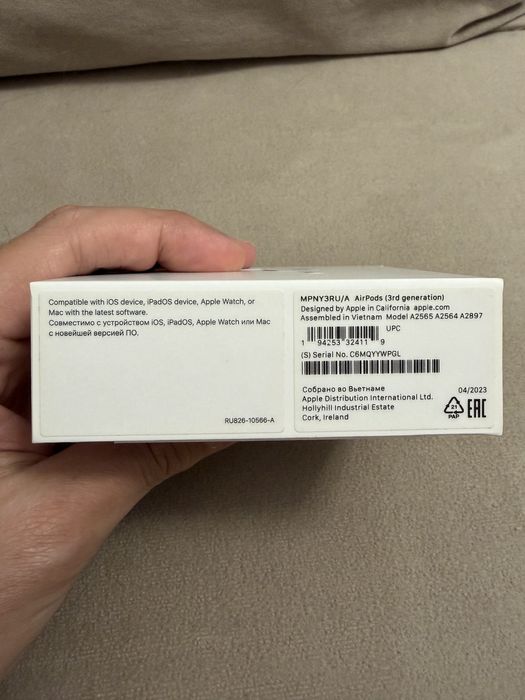 Compatible with iOS device, iPadOS device, Apple Watch, or
Mac with the latest software.
Совместимо с устройством iOS, iPadOS, Apple Watch или Mac
с новейшей версией ПО.
RU826-10566-A
MPNY3RU/A AirPods (3rd generation)
Designed by Apple in California apple.com
Assembled in Vietnam Model A2565 A2564 A2897
UPC
1 94253 32411 9
(S) Serial No. C6MQYYWPGL
Собрано во Вьетнаме
Apple Distribution International Ltd.
Hollyhill Industrial Estate
Cork, Ireland
04/2023
21
PAP
EAC